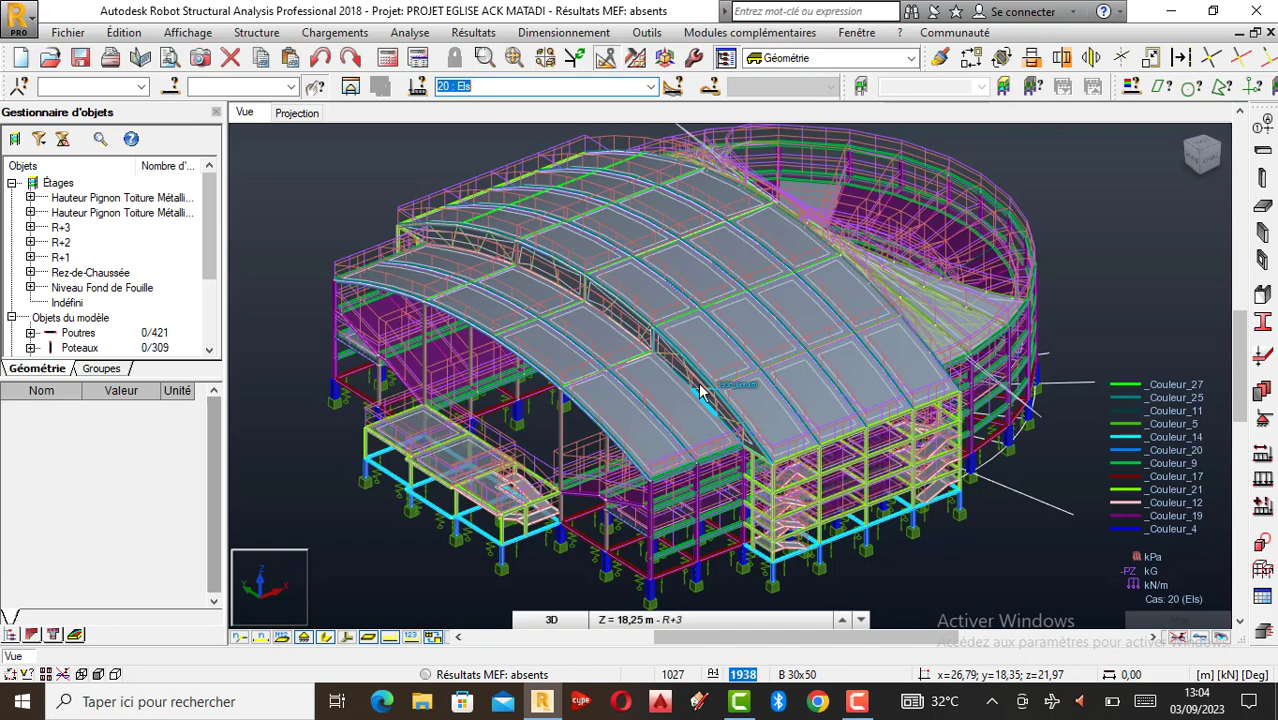 PRO
Autodesk Robot Structural Analysis Professional 2018 - Projet: PROJET EGLISE ACK MATADI - Résultats MEF: absents
Entrez mot-clé ou expression
Se connecter
Fichier Édition Affichage Structure Chargements Analyse Résultats Dimensionnement Outils Modules complémentaires Fenêtre ? Communauté
Géométrie
20 : Els
Gestionnaire d'objets
Vue Projection
Objets Nombre d'...
Étages
Hauteur Pignon Toiture Métalli...
Hauteur Pignon Toiture Métalli...
R+3
R+2
R+1
Rez-de-Chaussée
Niveau Fond de Fouille
Indéfini
Objets du modèle
Poutres 0/421
Poteaux 0/309
Géométrie Groupes
Nom Valeur Unité
_Couleur_27
_Couleur_25
_Couleur_11
_Couleur_5
_Couleur_14
_Couleur_20
_Couleur_9
_Couleur_17
_Couleur_21
_Couleur_12
_Couleur_19
_Couleur_4
kPa
-PZ kG
kN/m
Cas: 20 (Els)
3D Z = 18,25 m - R+3
Activer Windows
Accédez aux paramètres pour activer Windows.
Vue
Résultats MEF: absents 1027 1938 B 30x50 x=26,79; y=18,35; z=21,97 0,00 [m] [kN] [Deg]
Taper ici pour rechercher
32°C
13:04
03/09/2023